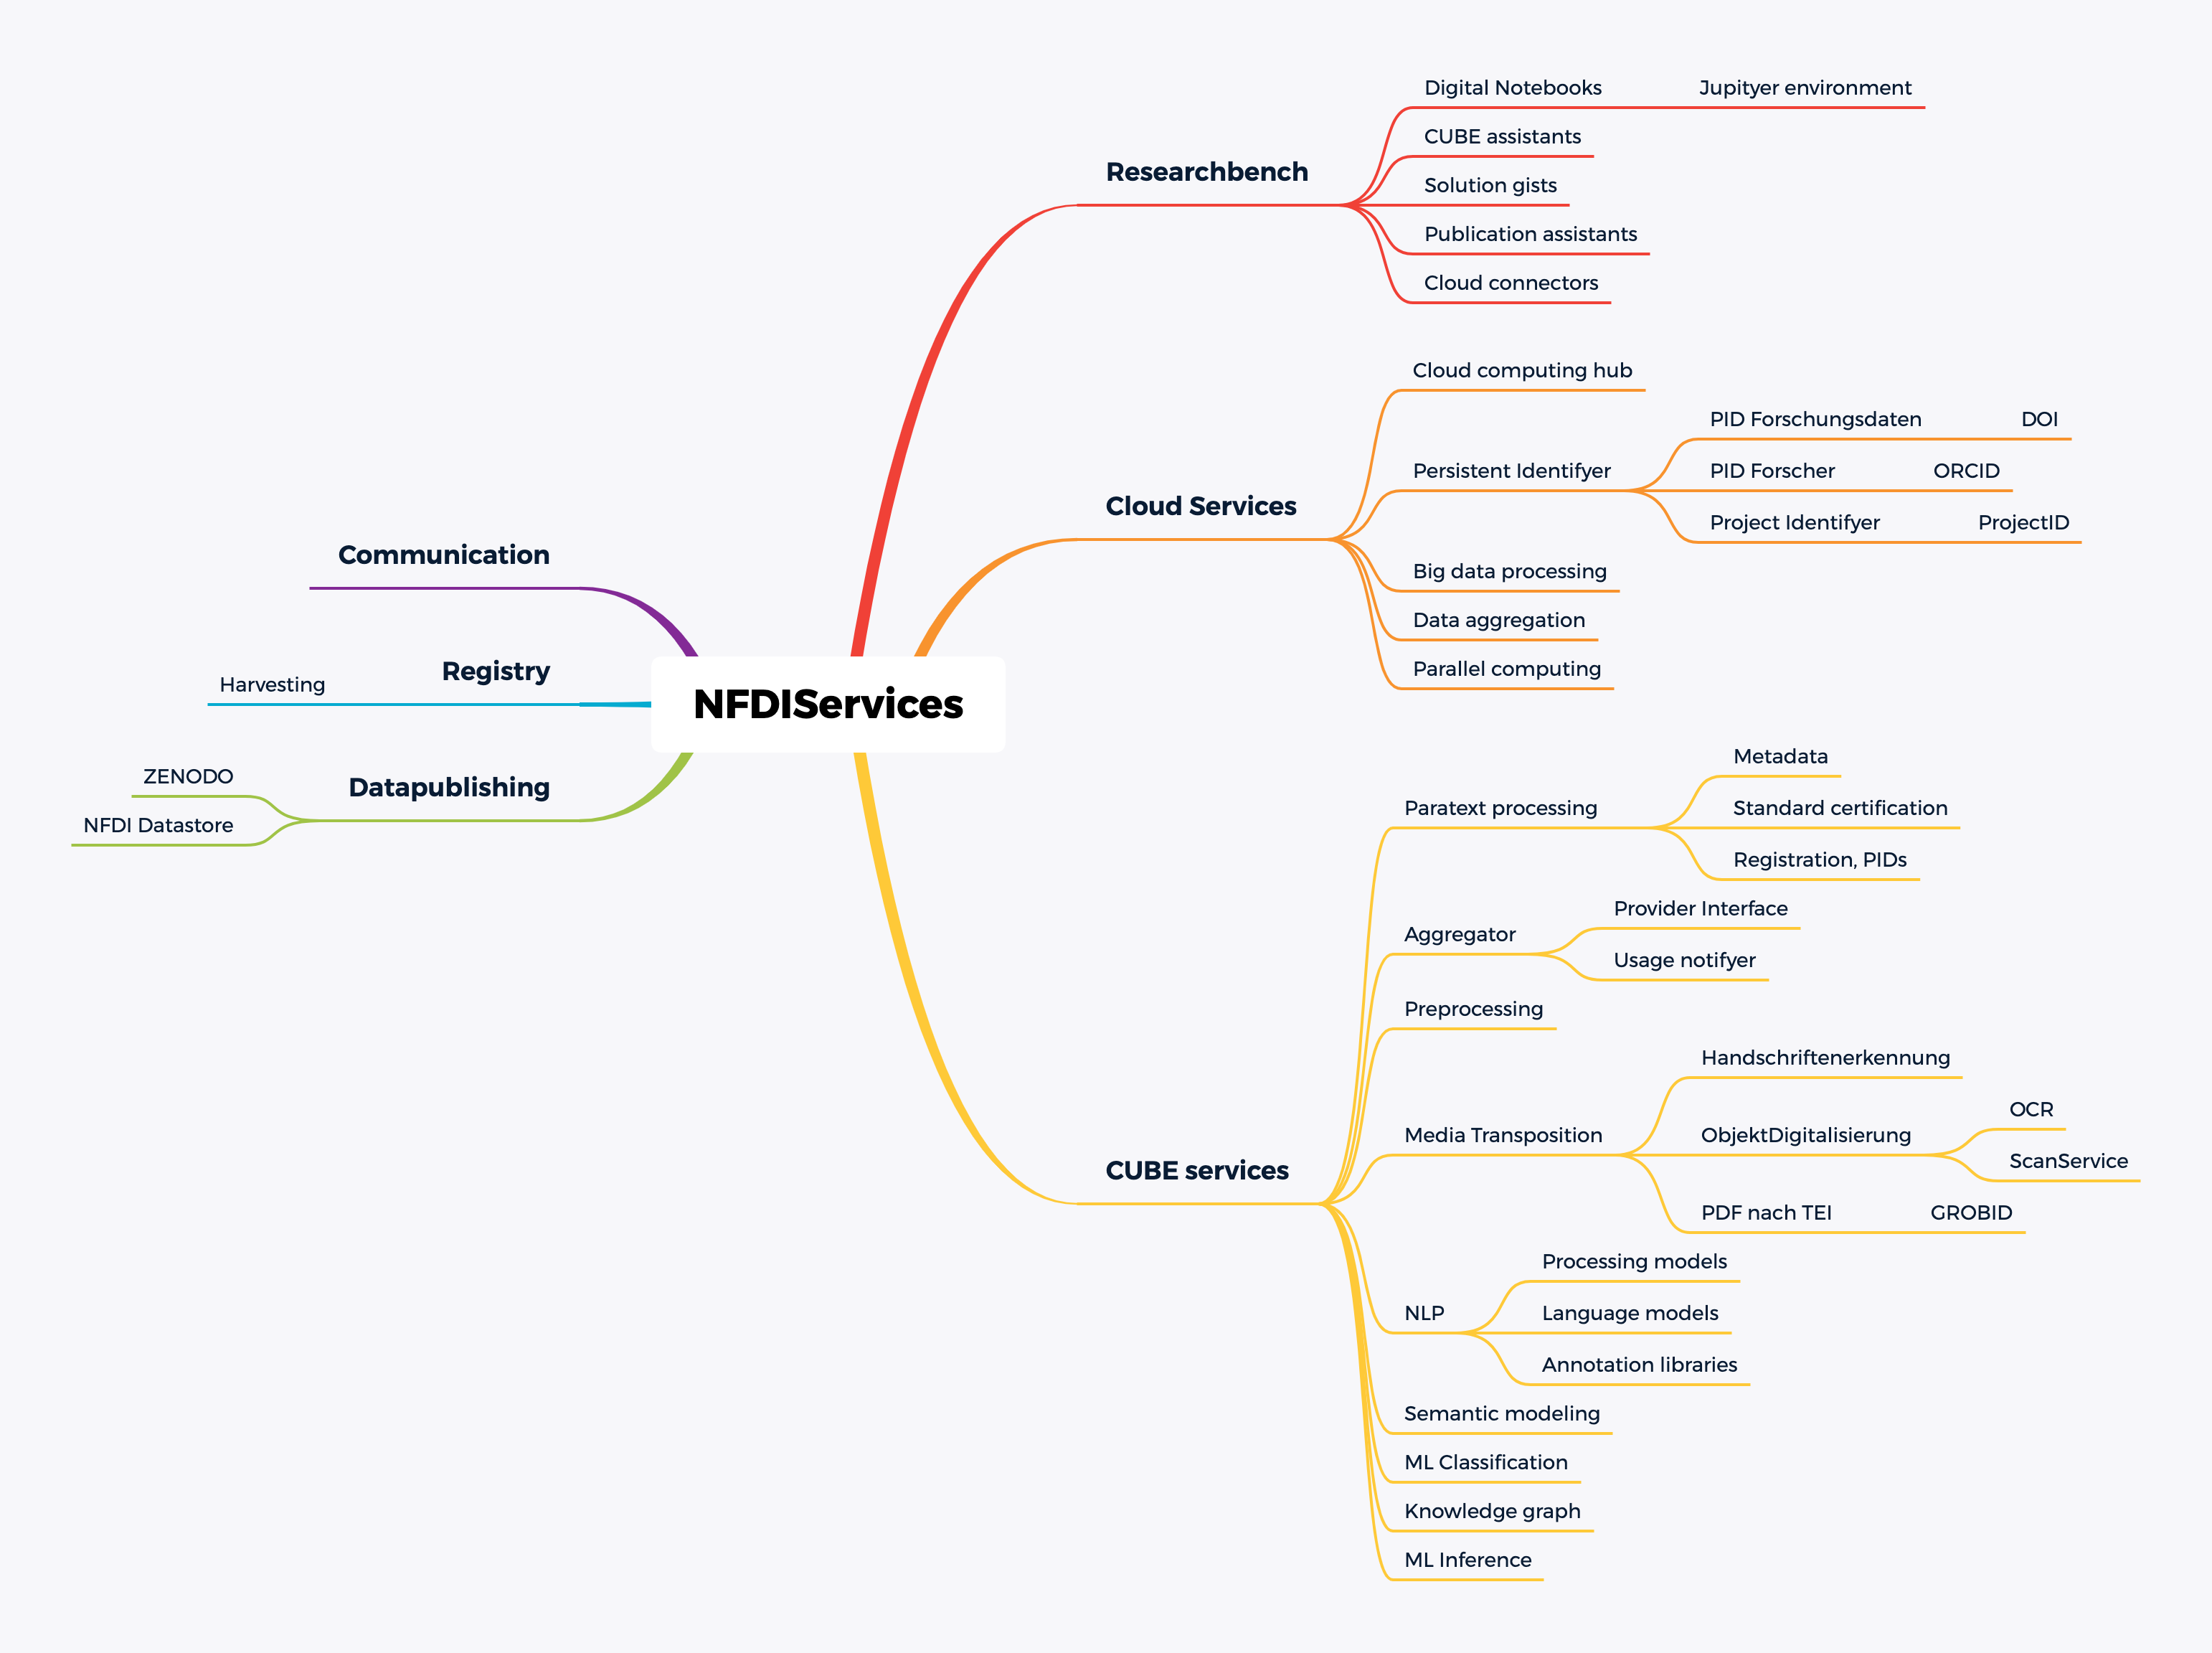 NFDIServices
Researchbench
Digital Notebooks
Jupityer environment
CUBE assistants
Solution gists
Publication assistants
Cloud connectors
Cloud Services
Cloud computing hub
Persistent Identifyer
PID Forschungsdaten
DOI
PID Forscher
ORCID
Project Identifyer
ProjectID
Big data processing
Data aggregation
Parallel computing
CUBE services
Paratext processing
Metadata
Standard certification
Registration, PIDs
Aggregator
Provider Interface
Usage notifyer
Preprocessing
Media Transposition
Handschriftenerkennung
ObjektDigitalisierung
OCR
ScanService
PDF nach TEI
GROBID
NLP
Processing models
Language models
Annotation libraries
Semantic modeling
ML Classification
Knowledge graph
ML Inference
Communication
Registry
Harvesting
Datapublishing
ZENODO
NFDI Datastore